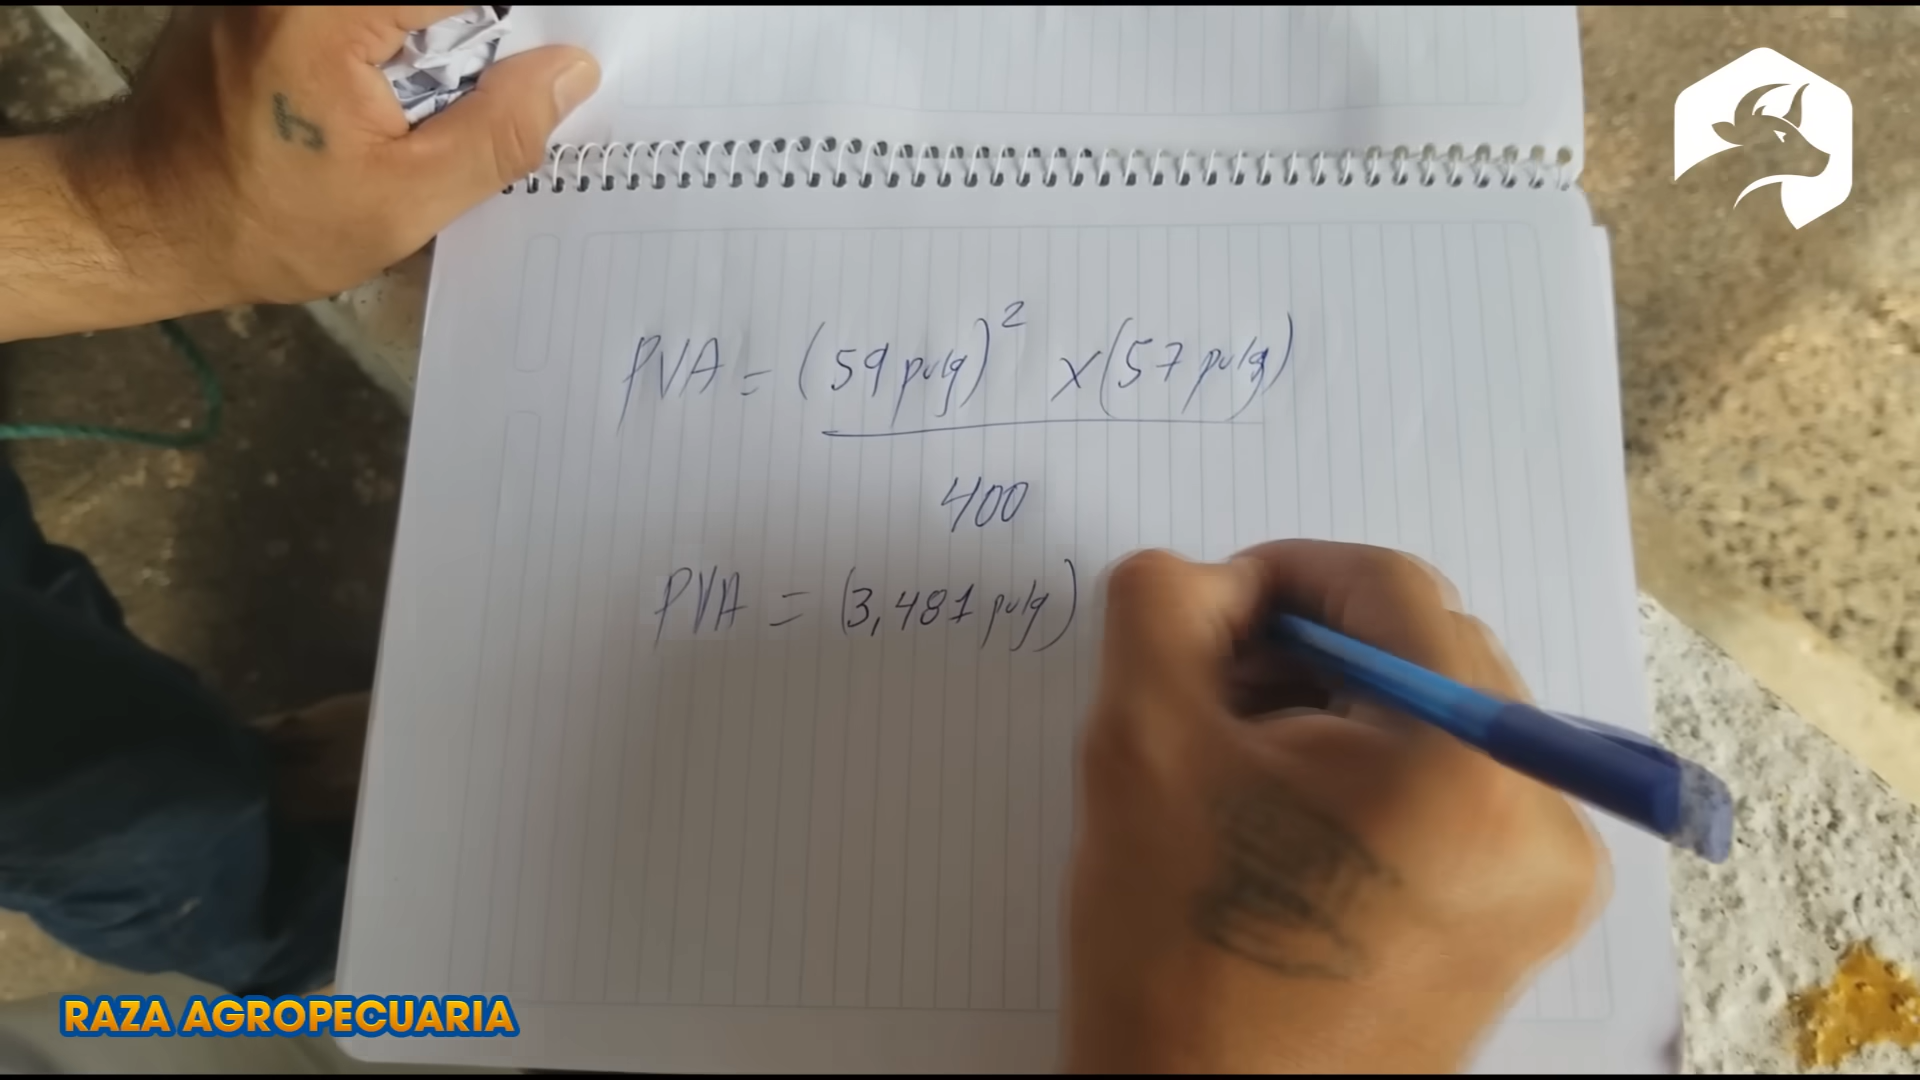 PVA = (59 pulg)² x (57 pulg)
400
PVA = (3,481 pulg)
RAZA AGROPECUARIA